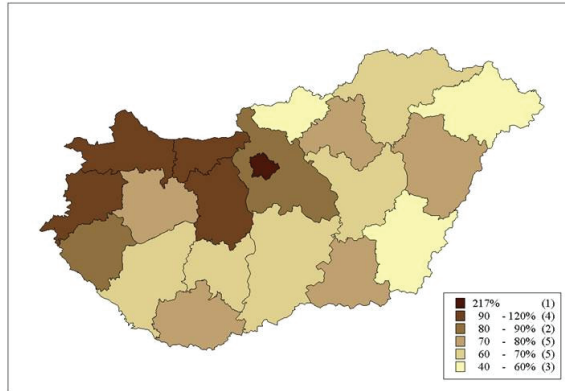 217% (1)
90 - 120% (4)
80 - 90% (2)
70 - 80% (5)
60 - 70% (5)
40 - 60% (3)